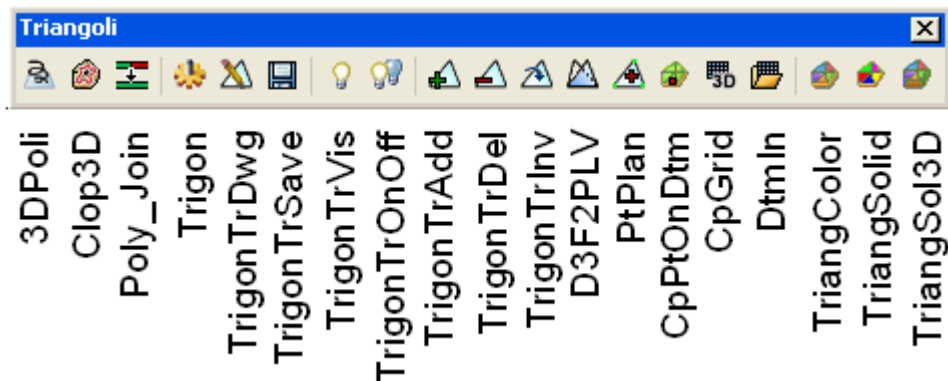 Triangoli
3D
3DPoli
Clop3D
Poly_Join
Trigon
TrigonTrDwg
TrigonTrSave
TrigonTrVis
TrigonTrOnOff
TrigonTrAdd
TrigonTrDel
TrigonTrInv
D3F2PLV
PtPlan
CpPtOnDtm
CpGrid
DtmIn
TriangColor
TriangSolid
TriangSol3D